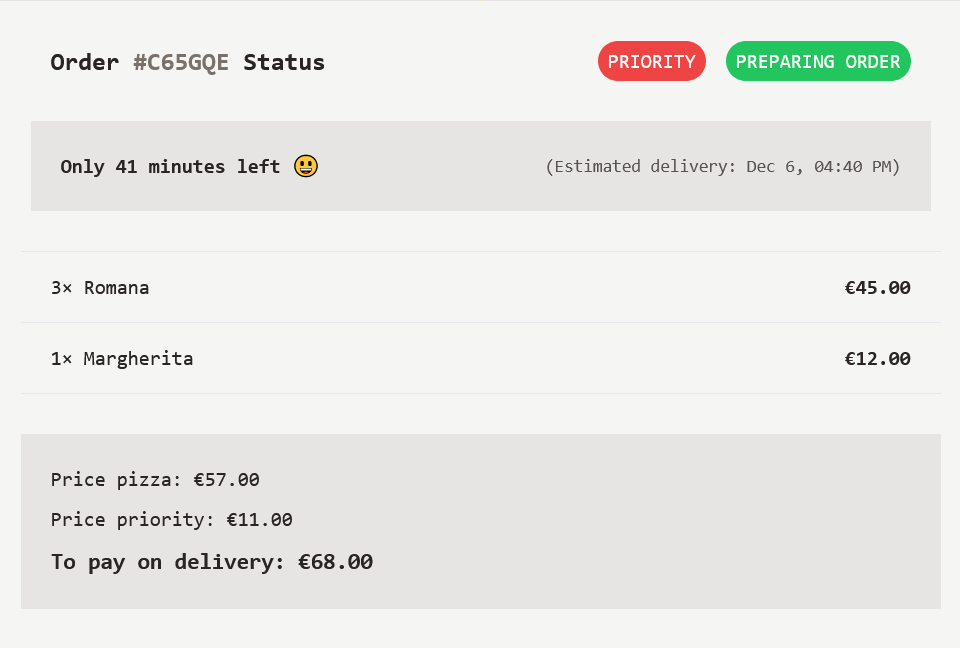 Order #C65GQE Status PRIORITY PREPARING ORDER
Only 41 minutes left 😃 (Estimated delivery: Dec 6, 04:40 PM)
3× Romana €45.00
1× Margherita €12.00
Price pizza: €57.00
Price priority: €11.00
To pay on delivery: €68.00